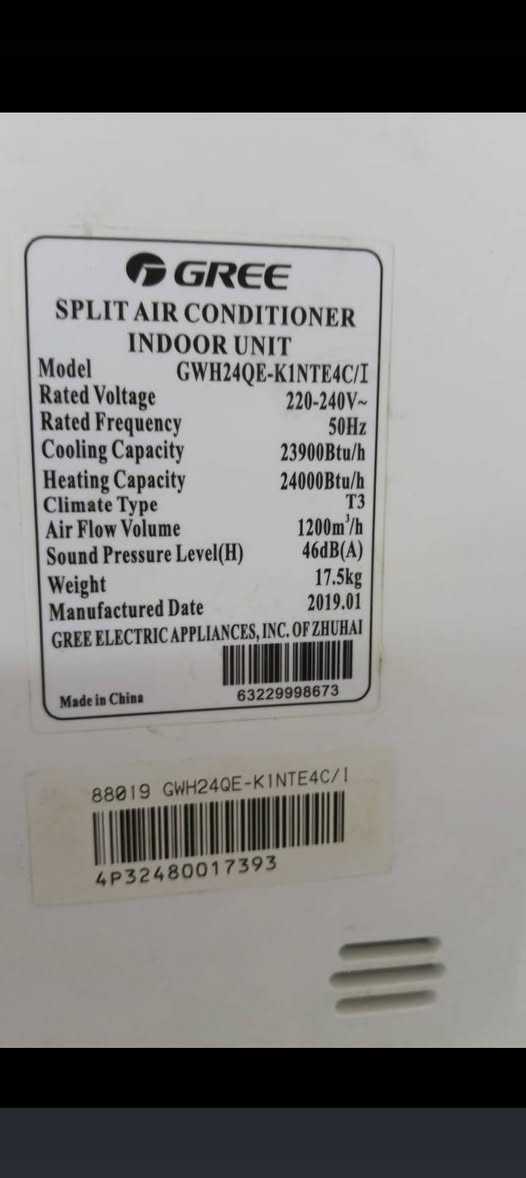 GREE
SPLIT AIR CONDITIONER
INDOOR UNIT
Model GWH24QE-K1NTE4C/I
Rated Voltage 220-240V~
Rated Frequency 50Hz
Cooling Capacity 23900Btu/h
Heating Capacity 24000Btu/h
Climate Type T3
Air Flow Volume 1200m³/h
Sound Pressure Level(H) 46dB(A)
Weight 17.5kg
Manufactured Date 2019.01
GREE ELECTRIC APPLIANCES, INC. OF ZHUHAI
Made in China 63229998673
88019 GWH24QE-K1NTE4C/I
4P32480017393